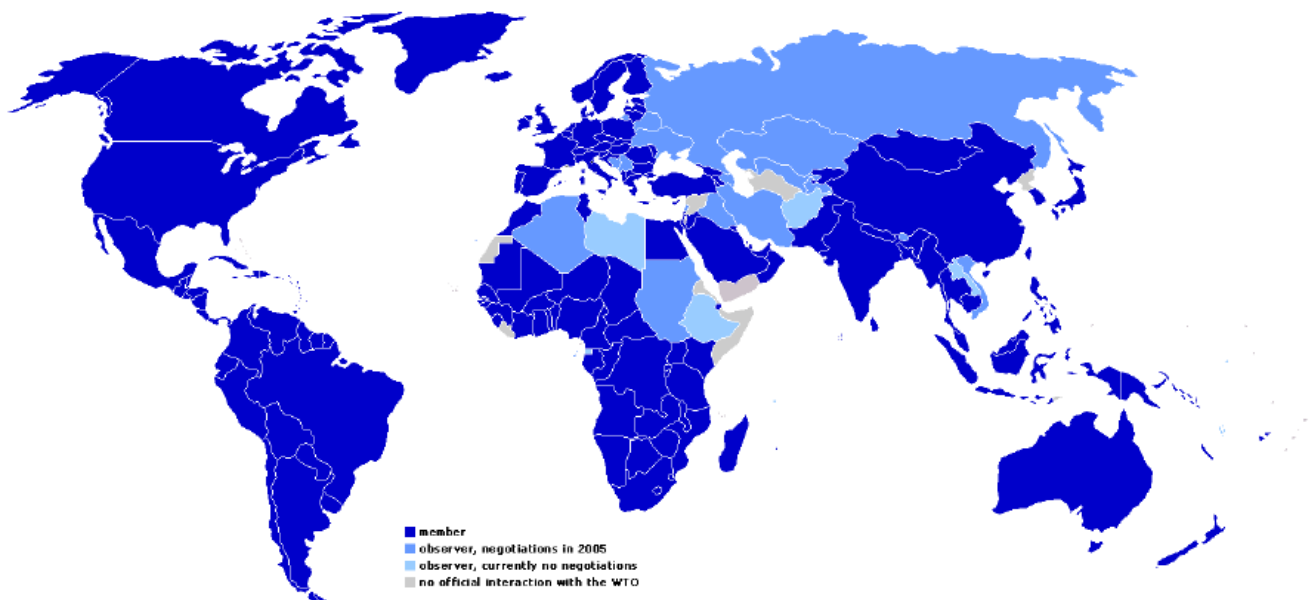 member
observer, negotiations in 2005
observer, currently no negotiations
no official interaction with the WTO